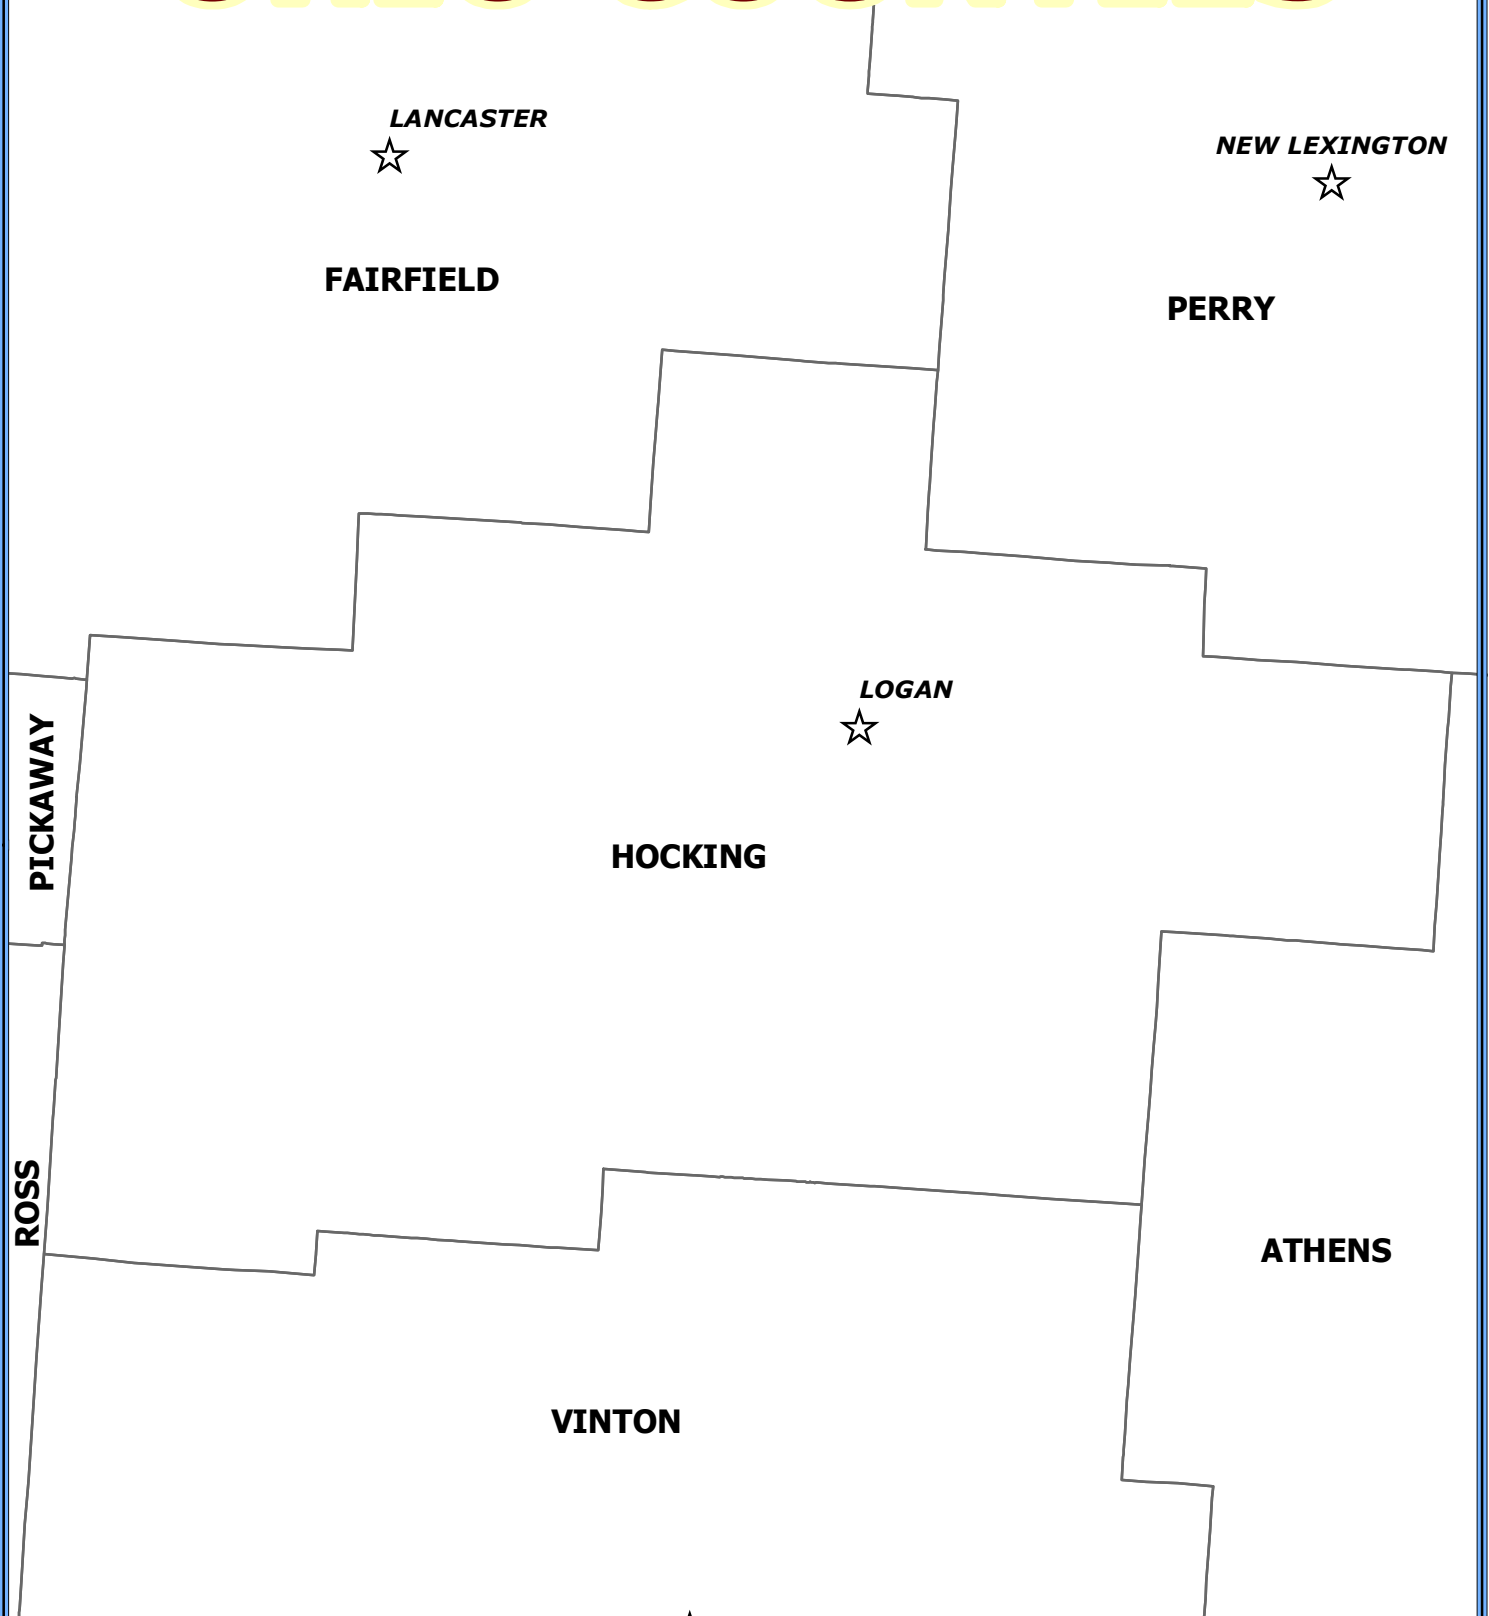 LANCASTER
NEW LEXINGTON
FAIRFIELD
PERRY
LOGAN
PICKAWAY
HOCKING
ROSS
ATHENS
VINTON